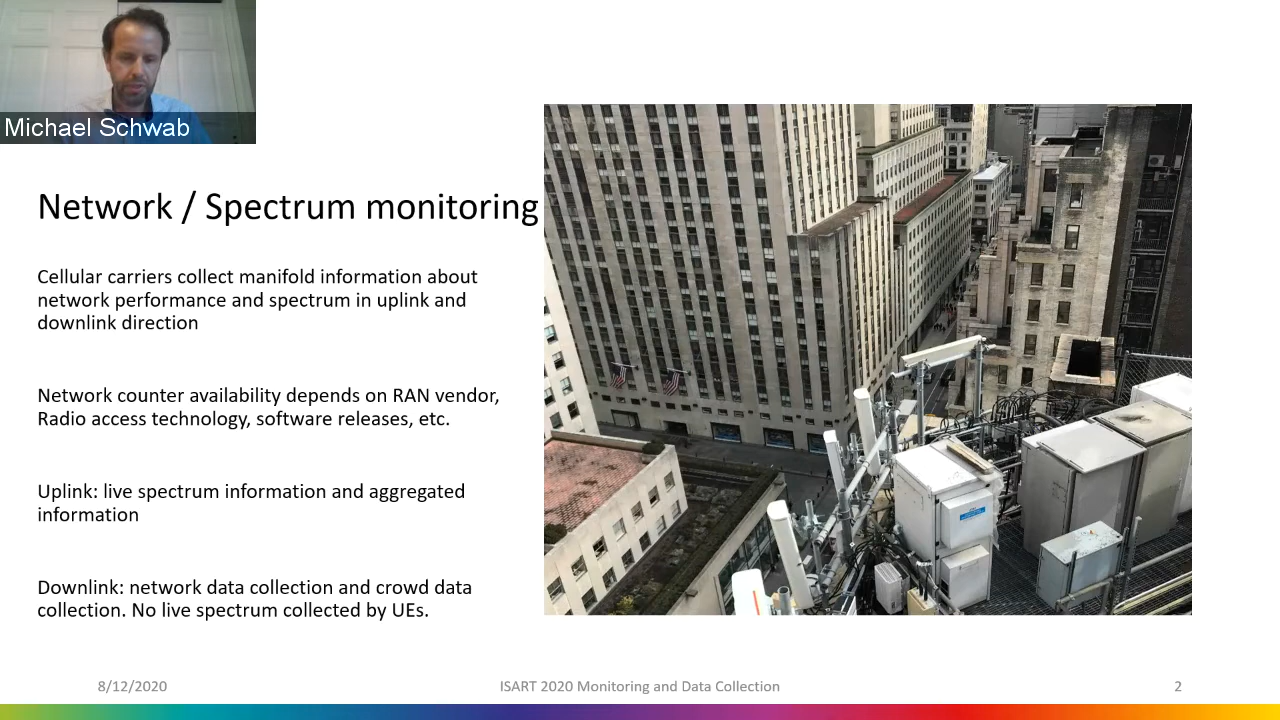 Michael Schwab
Network / Spectrum monitoring
Cellular carriers collect manifold information about
network performance and spectrum in uplink and
downlink direction
Network counter availability depends on RAN vendor,
Radio access technology, software releases, etc.
Uplink: live spectrum information and aggregated
information
Downlink: network data collection and crowd data
collection. No live spectrum collected by UEs.
8/12/2020
ISART 2020 Monitoring and Data Collection
2